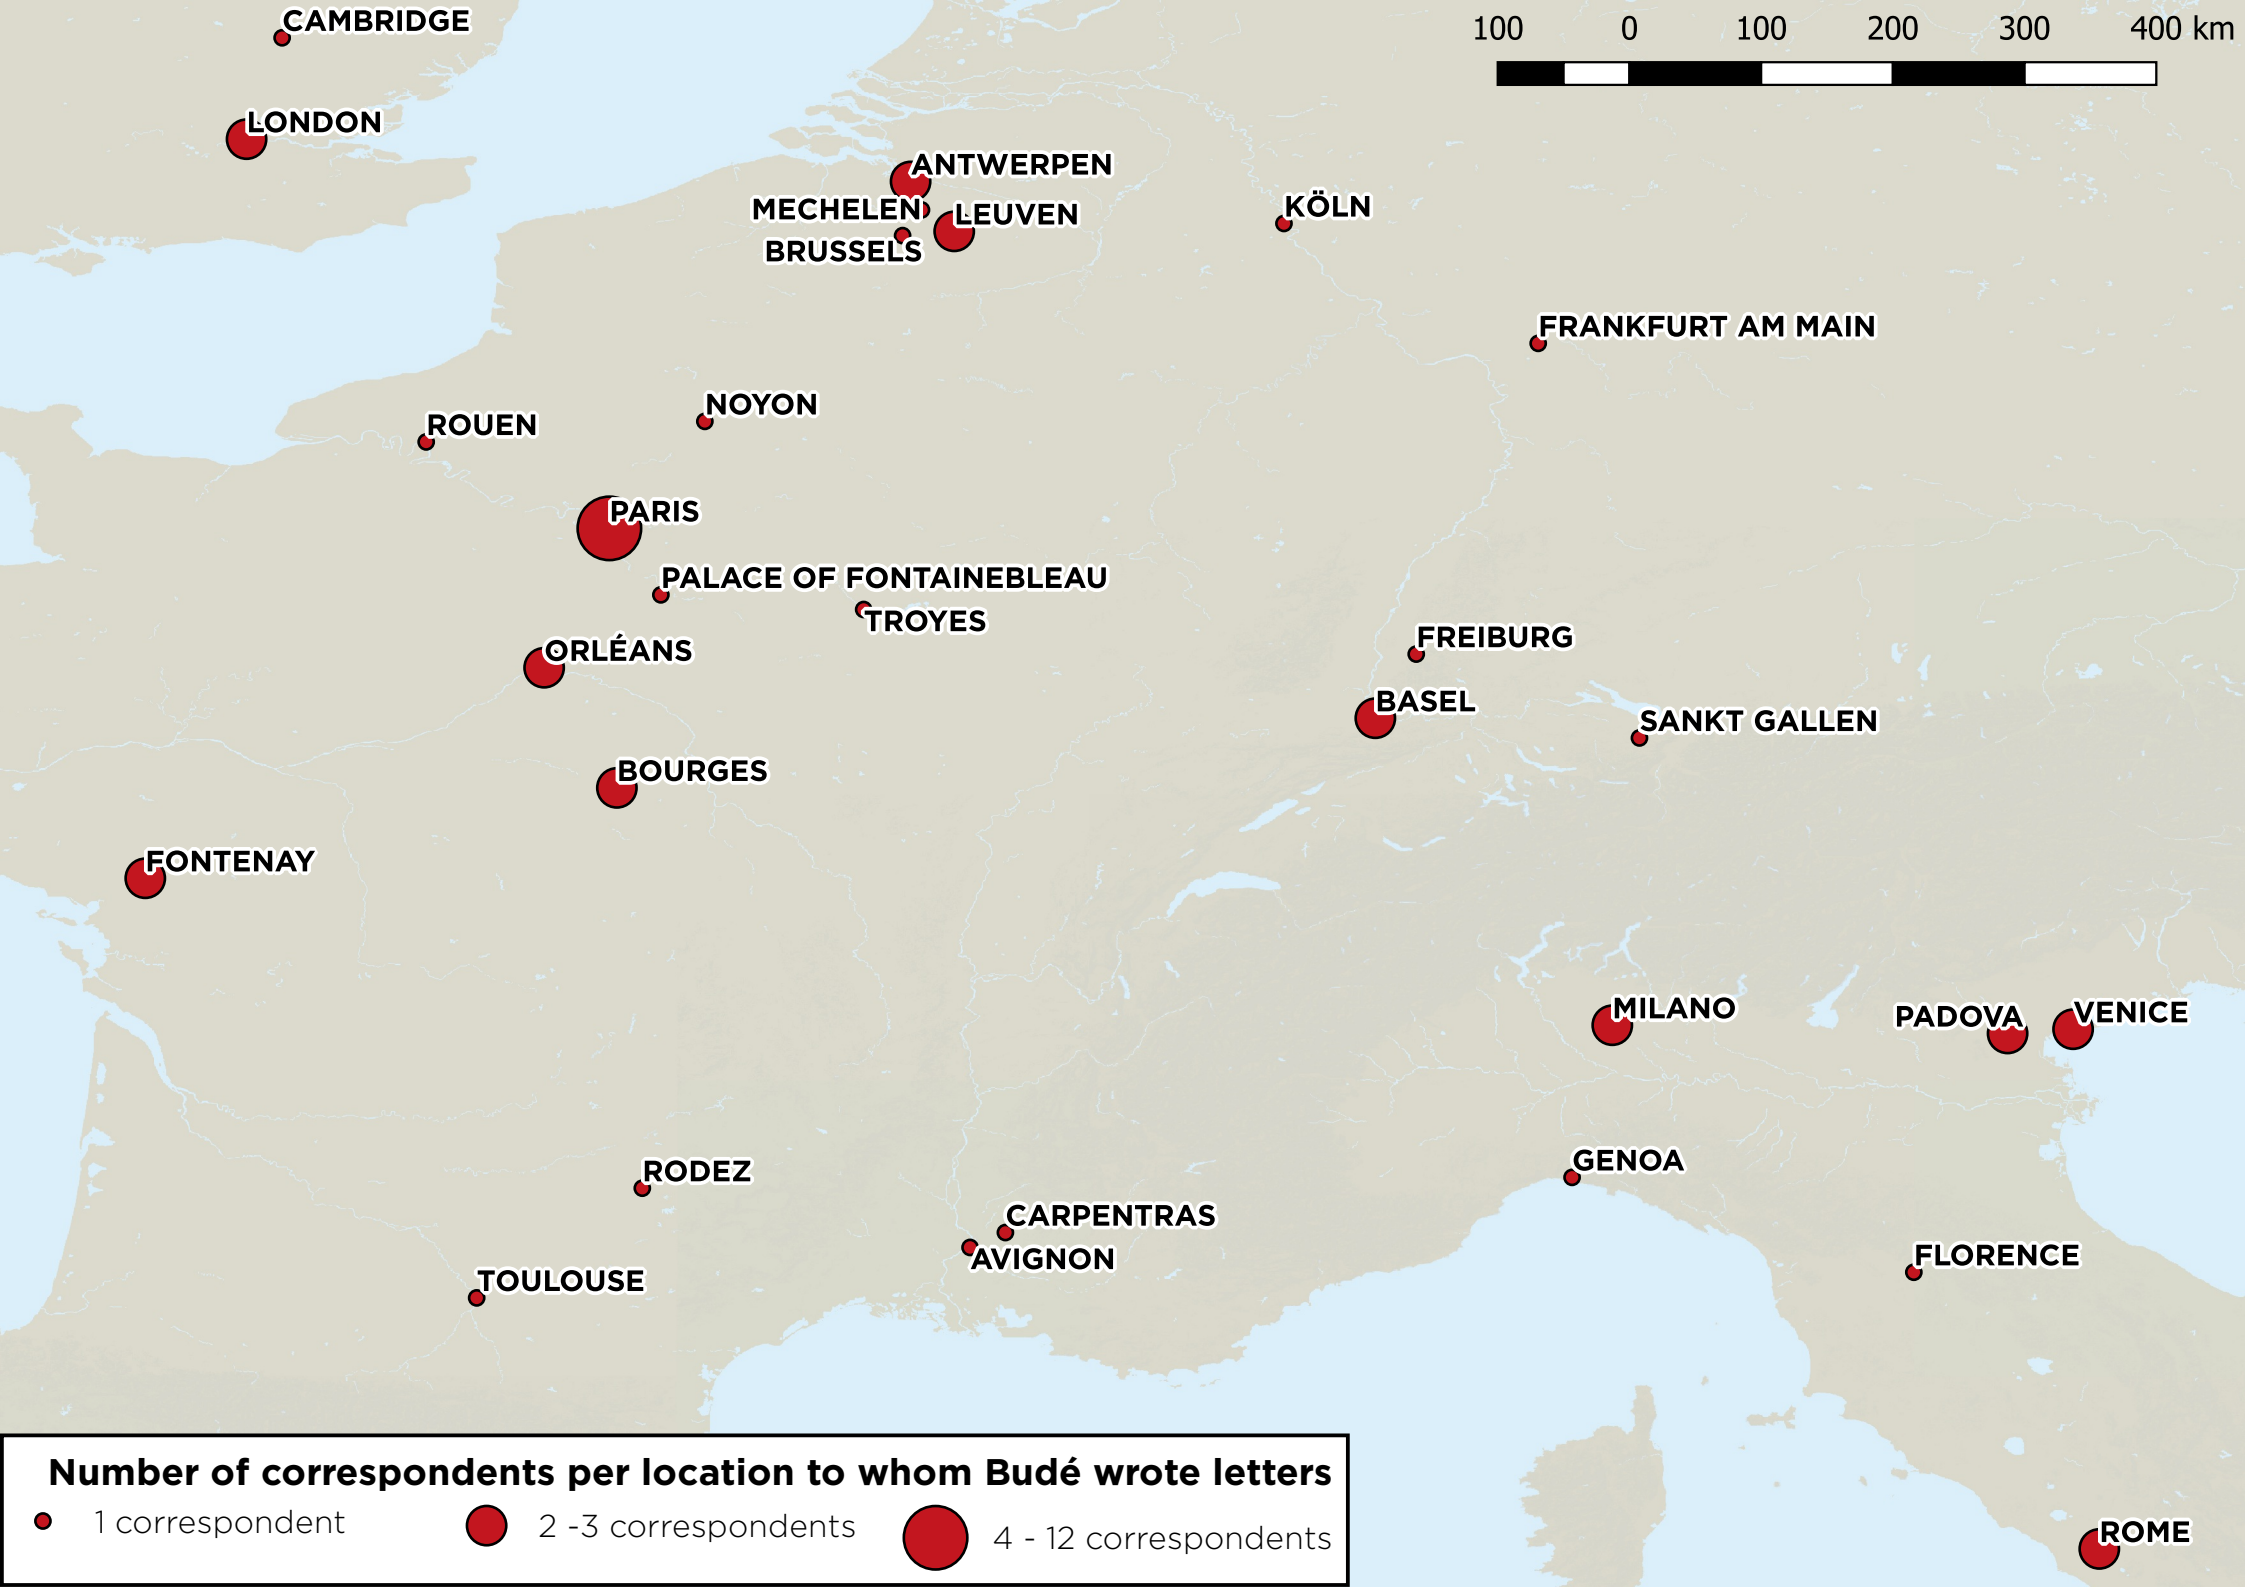 CAMBRIDGE
100 0 100 200 300 400 km
LONDON
ANTWERPEN
MECHELEN
LEUVEN
BRUSSELS
KÖLN
FRANKFURT AM MAIN
NOYON
ROUEN
PARIS
PALACE OF FONTAINEBLEAU
TROYES
ORLÉANS
FREIBURG
BASEL
SANKT GALLEN
BOURGES
FONTENAY
MILANO
PADOVA
VENICE
GENOA
RODEZ
CARPENTRAS
AVIGNON
FLORENCE
TOULOUSE
Number of correspondents per location to whom Budé wrote letters
1 correspondent
2 -3 correspondents
4 - 12 correspondents
ROME